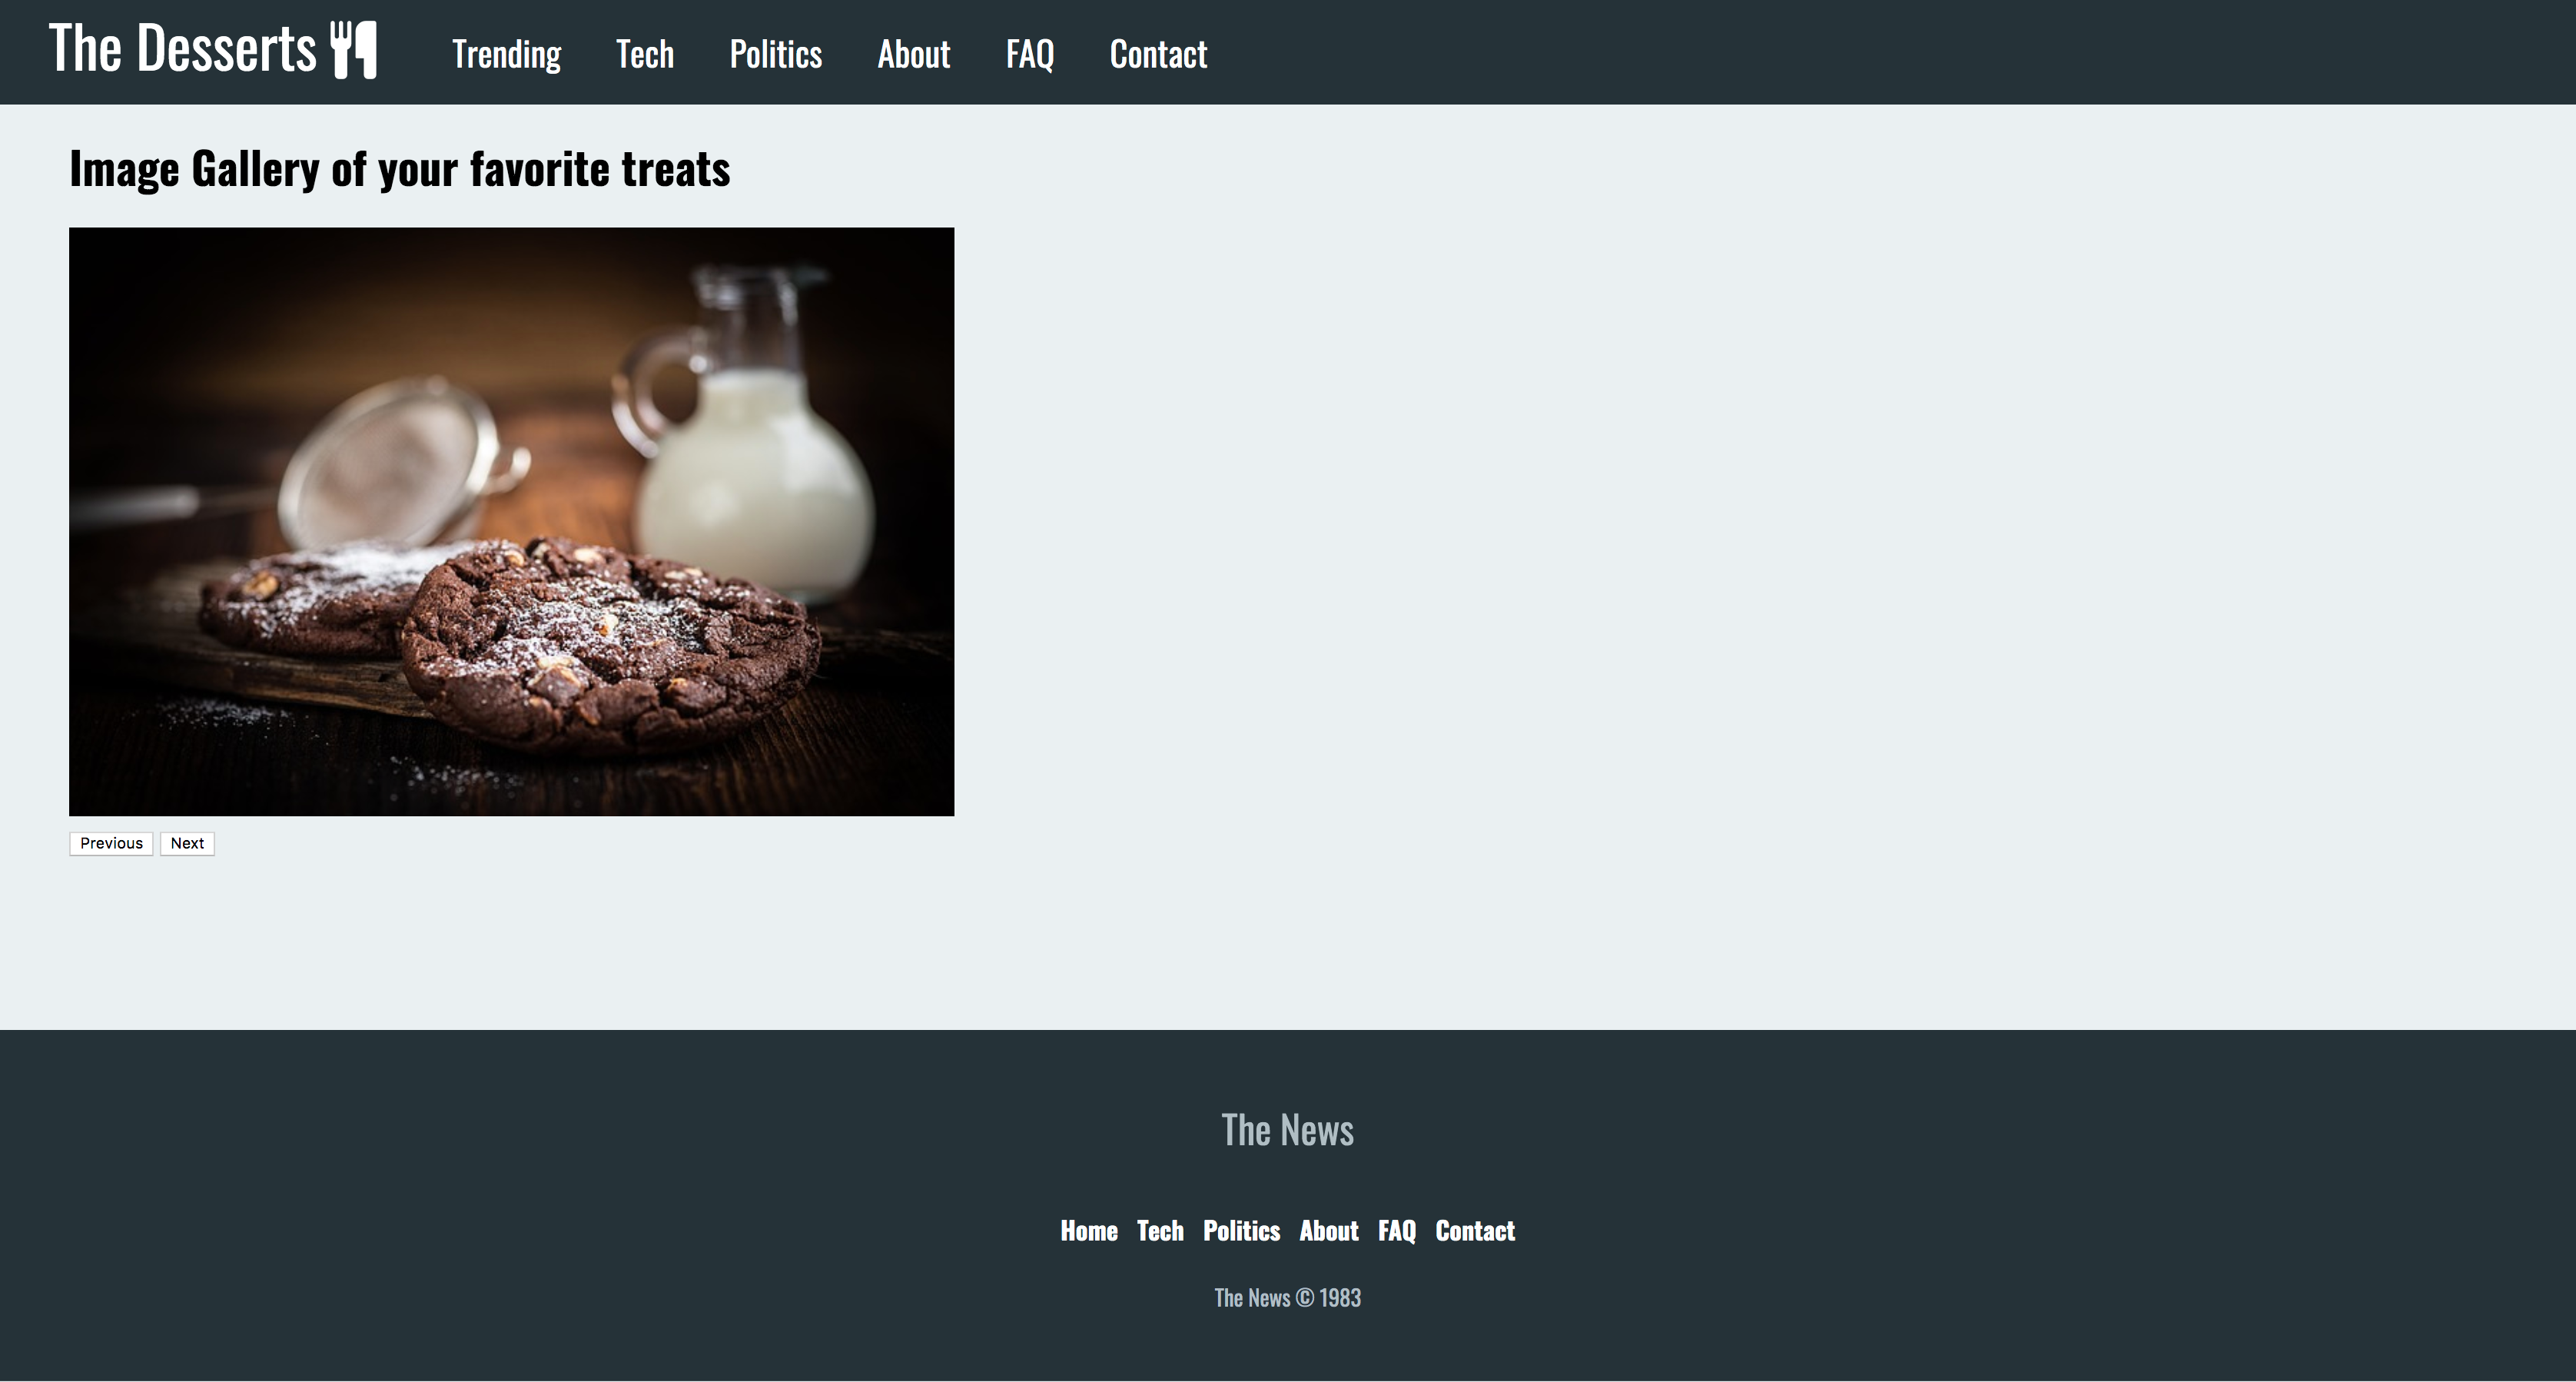 The Desserts
Trending Tech Politics About FAQ Contact
Image Gallery of your favorite treats
Previous Next
The News
Home Tech Politics About FAQ Contact
The News © 1983